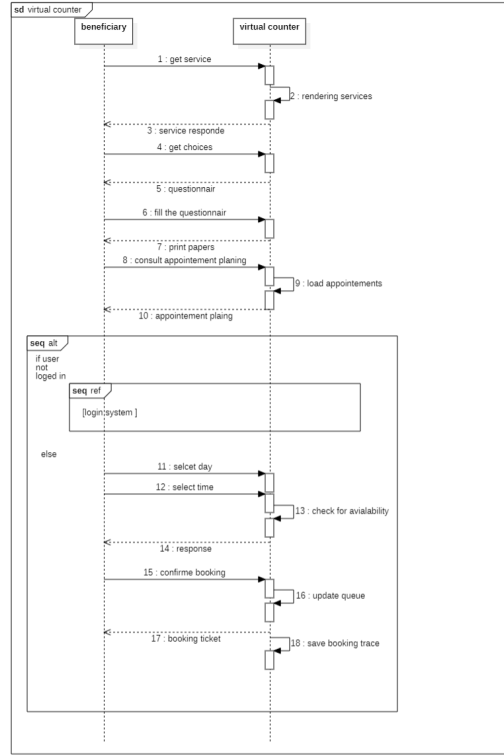 sd virtual counter
beneficiary
virtual counter
1 : get service
2 : rendering services
3 : service responde
4 : get choices
5 : questionnair
6 : fill the questionnair
7 : print papers
8 : consult appointement planing
9 : load appointements
10 : appointement plaing
seq alt
if user
not
loged in
seq ref
[login system ]
else
11 : selcet day
12 : select time
13 : check for avialability
14 : response
15 : confirme booking
16 : update queue
17 : booking ticket
18 : save booking trace